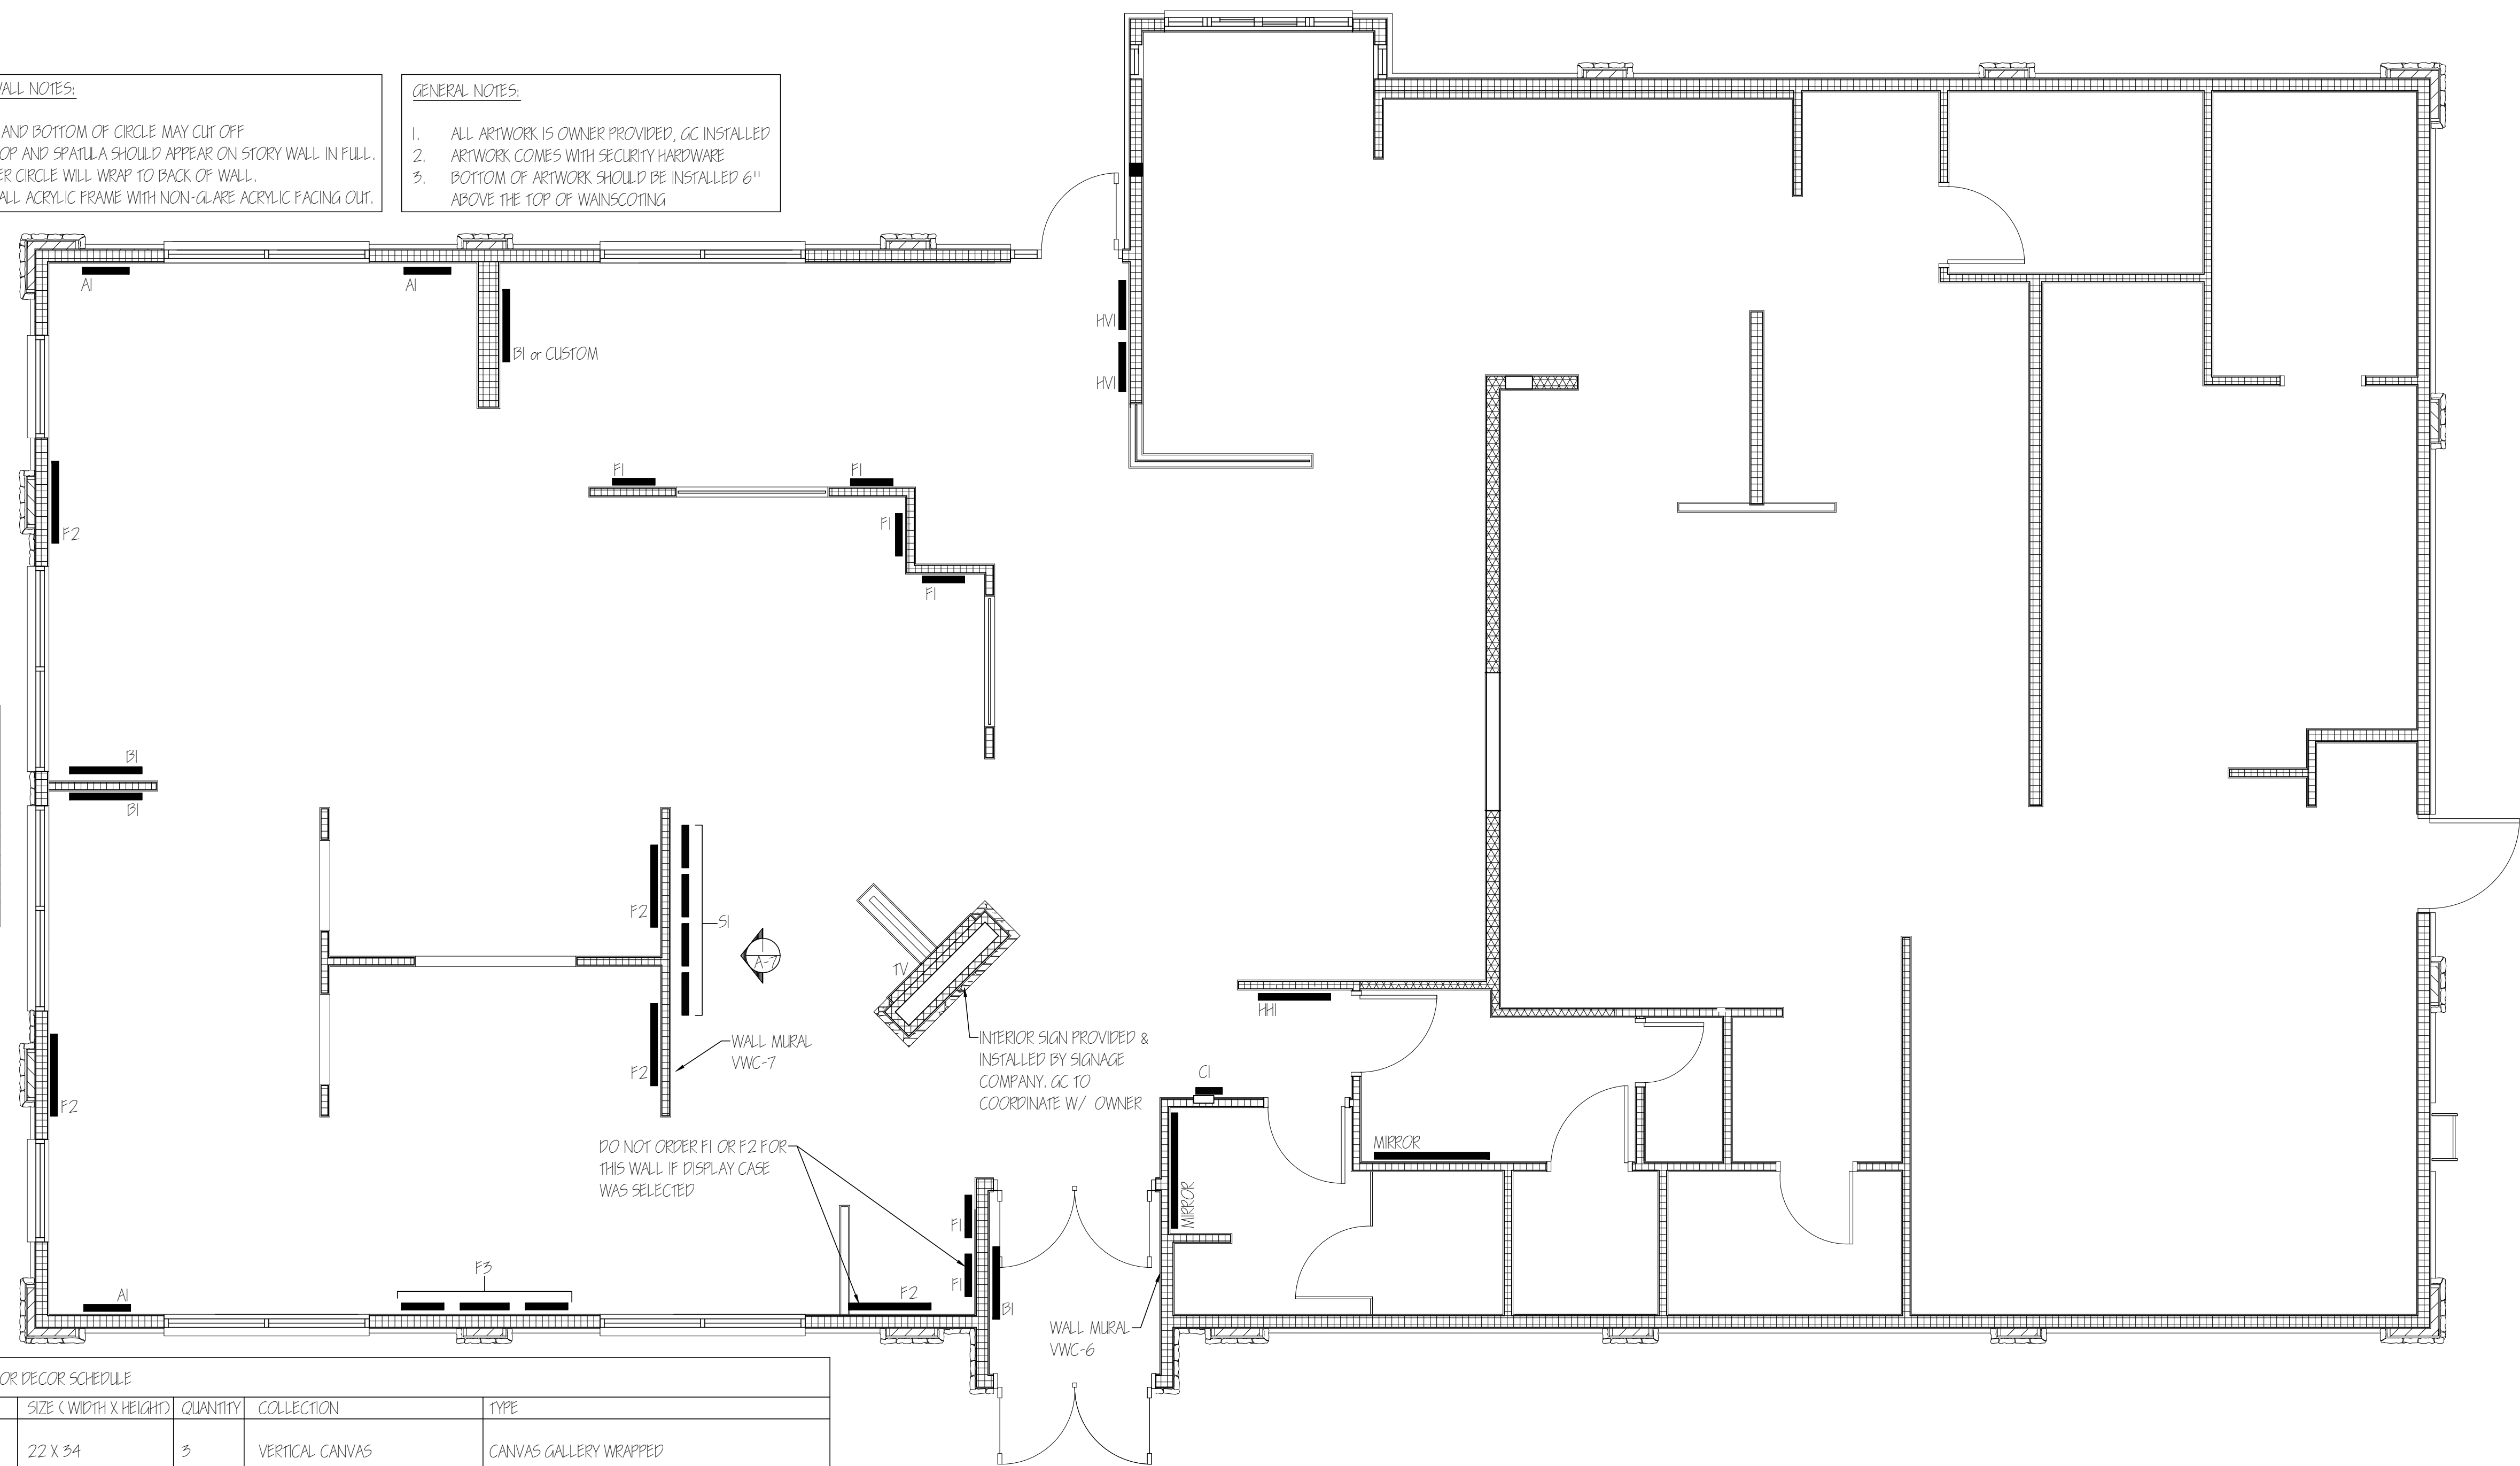 WALL NOTES:
AND BOTTOM OF CIRCLE MAY CUT OFF
AND SPATULA SHOULD APPEAR ON STORY WALL IN FULL.
CIRCLE WILL WRAP TO BACK OF WALL.
ACRYLIC FRAME WITH NON-GLARE ACRYLIC FACING OUT.
GENERAL NOTES:
1. ALL ARTWORK IS OWNER PROVIDED, GC INSTALLED
2. ARTWORK COMES WITH SECURITY HARDWARE
3. BOTTOM OF ARTWORK SHOULD BE INSTALLED 6"
ABOVE THE TOP OF WAINSCOTING
A1
A1
B1 or CUSTOM
HV1
HV1
F1
F1
F2
F1
F1
B1
B1
F2
S1
A-7
TV
HH1
INTERIOR SIGN PROVIDED &
INSTALLED BY SIGNAGE
COMPANY. GC TO
COORDINATE W/ OWNER
WALL MURAL
VWC-7
F2
C1
F2
DO NOT ORDER F1 OR F2 FOR
THIS WALL IF DISPLAY CASE
WAS SELECTED
MIRROR
MIRROR
F1
F3
F1
F2
A1
B1
WALL MURAL
VWC-6
OR DECOR SCHEDULE
SIZE (WIDTH X HEIGHT) QUANTITY COLLECTION TYPE
22 X 34 3 VERTICAL CANVAS CANVAS GALLERY WRAPPED